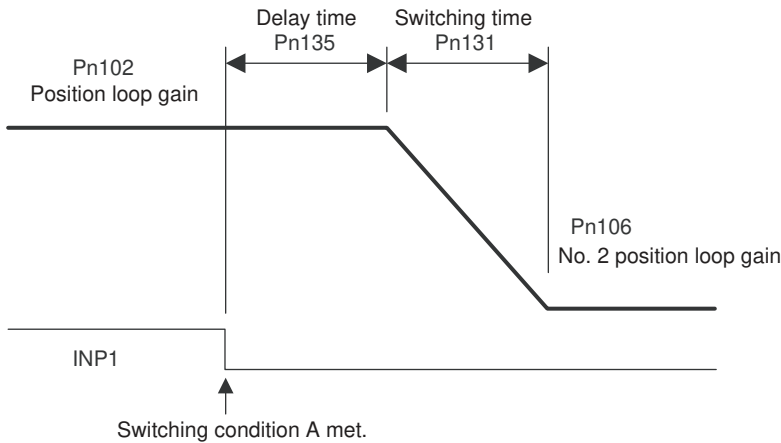 Delay time
Pn135
Switching time
Pn131
Pn102
Position loop gain
Pn106
No. 2 position loop gain
INP1
Switching condition A met.